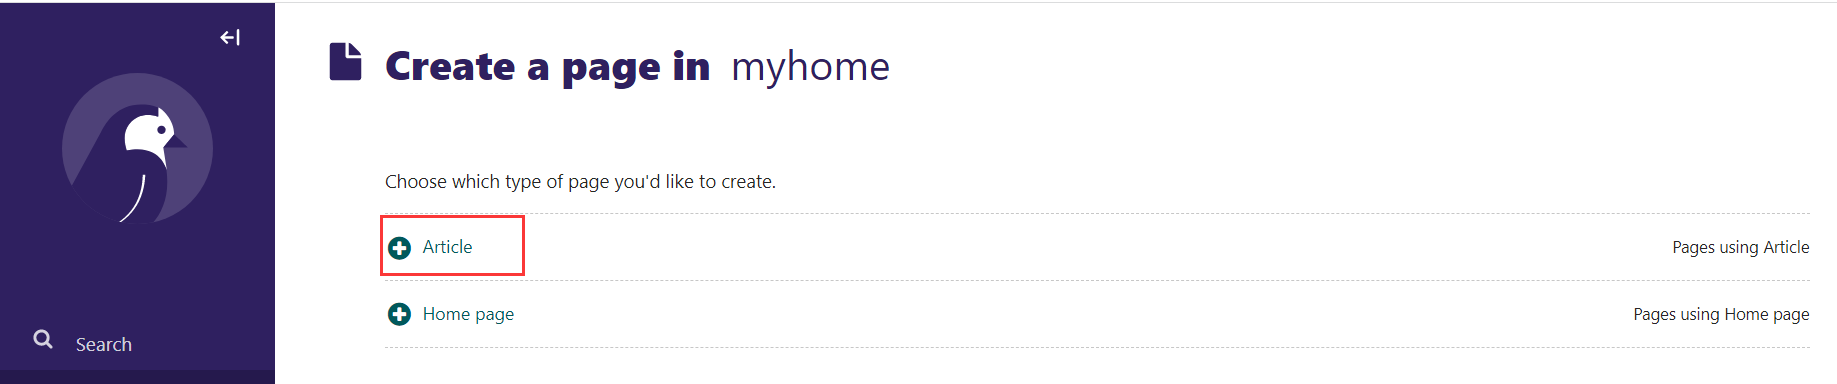 Create a page in myhome
Choose which type of page you'd like to create.
Article Pages using Article
Home page Pages using Home page
Search